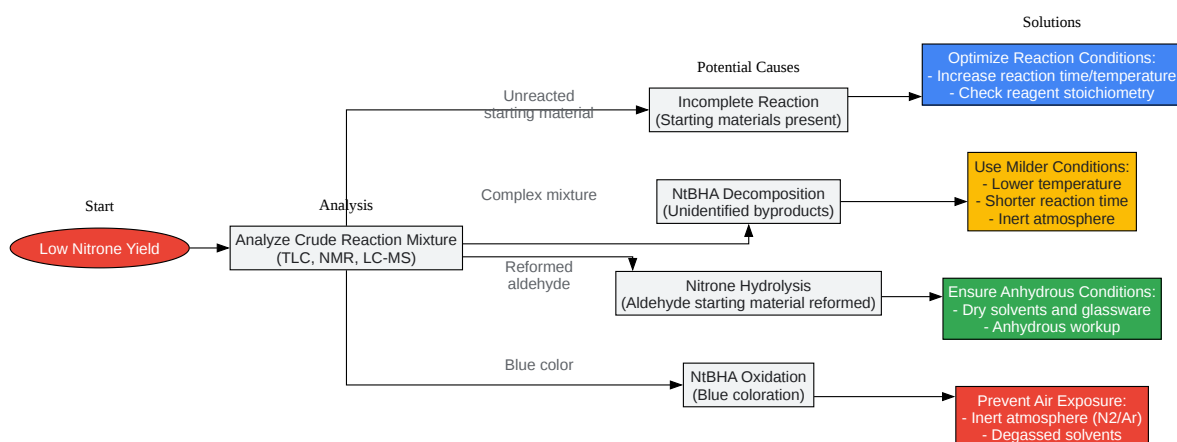 Solutions
Optimize Reaction Conditions:
- Increase reaction time/temperature
- Check reagent stoichiometry
Potential Causes
Unreacted
starting material
Incomplete Reaction
(Starting materials present)
Use Milder Conditions:
- Lower temperature
- Shorter reaction time
- Inert atmosphere
Complex mixture
NtBHA Decomposition
(Unidentified byproducts)
Start
Analysis
Low Nitrone Yield
Analyze Crude Reaction Mixture
(TLC, NMR, LC-MS)
Reformed
aldehyde
Nitrone Hydrolysis
(Aldehyde starting material reformed)
Ensure Anhydrous Conditions:
- Dry solvents and glassware
- Anhydrous workup
Blue color
NtBHA Oxidation
(Blue coloration)
Prevent Air Exposure:
- Inert atmosphere (N2/Ar)
- Degassed solvents